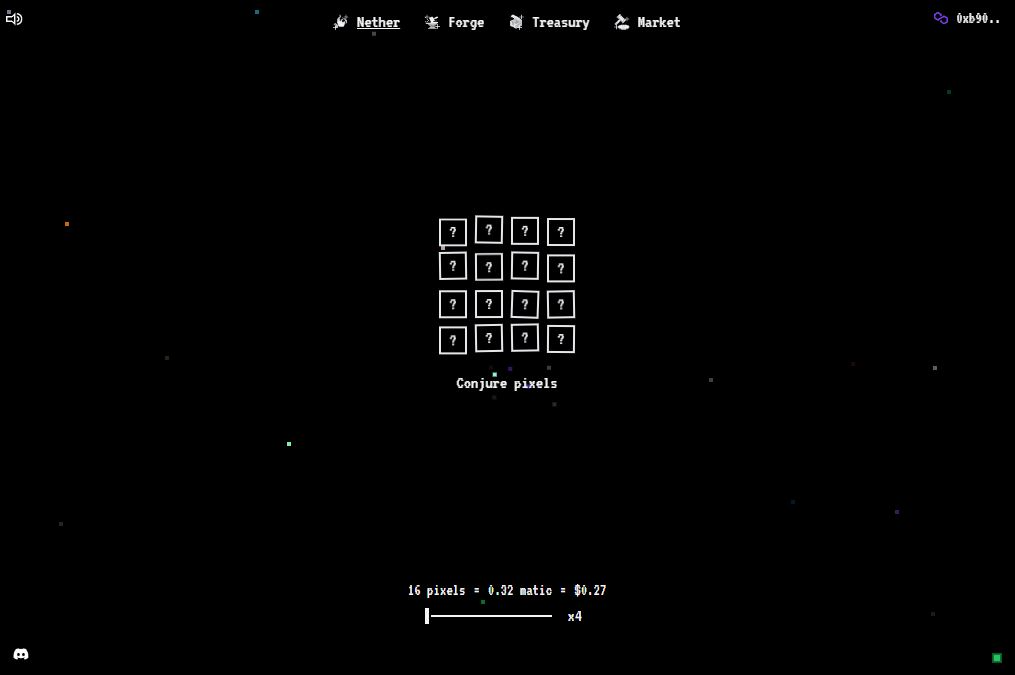 Nether Forge Treasury Market 0xb90..
? ? ? ?
? ? ? ?
? ? ? ?
? ? ? ?
Conjure pixels
16 pixels = 0.32 matic = $0.27
x4